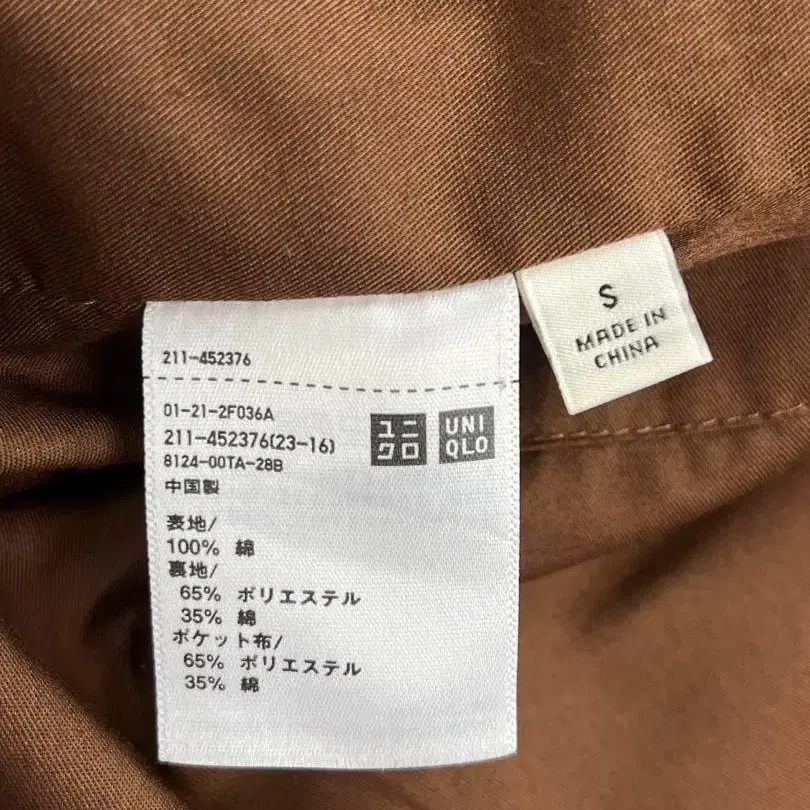 211-452376
01-21-2F036A
211-452376(23-16)
8124-00TA-28B
中国製
ユニ
クロ
UNI
QLO
表地/
100% 綿
裏地/
65% ポリエステル
35% 綿
ポケット布/
65% ポリエステル
35% 綿
S
MADE IN
CHINA